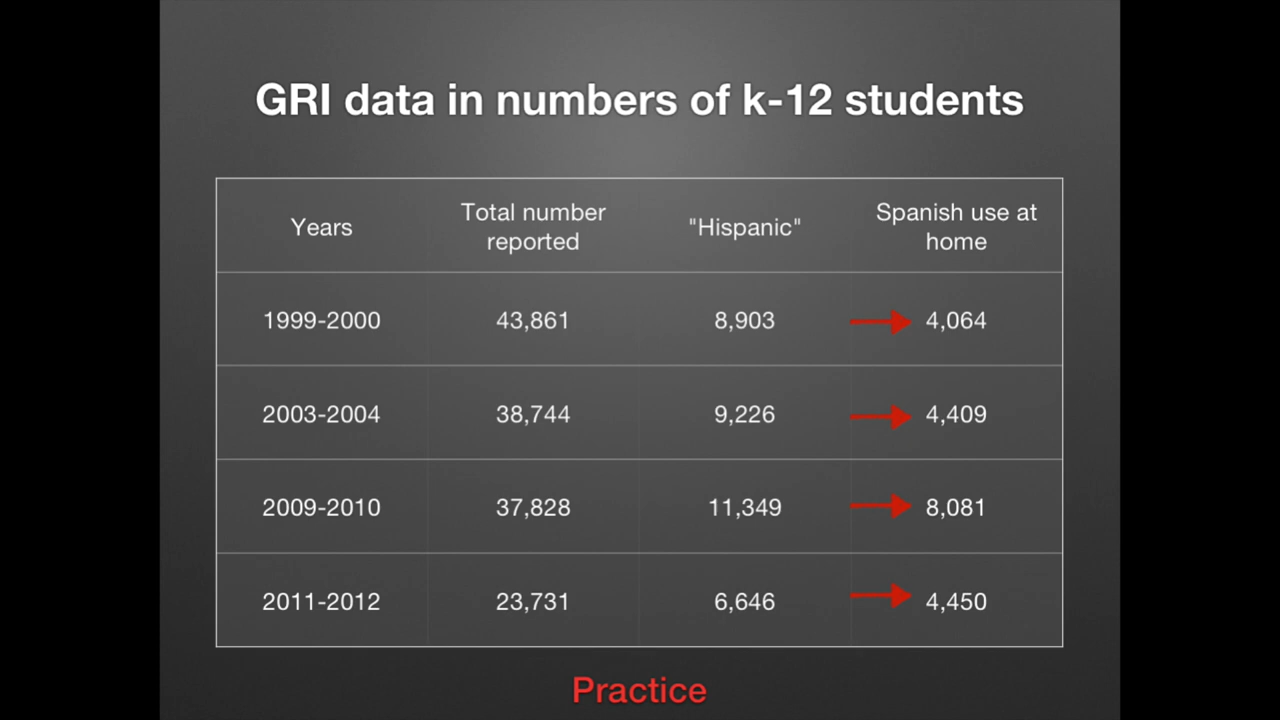 GRI data in numbers of k-12 students
Years
Total number
reported
"Hispanic"
Spanish use at
home
1999-2000 43,861 8,903 4,064
2003-2004 38,744 9,226 4,409
2009-2010 37,828 11,349 8,081
2011-2012 23,731 6,646 4,450
Practice